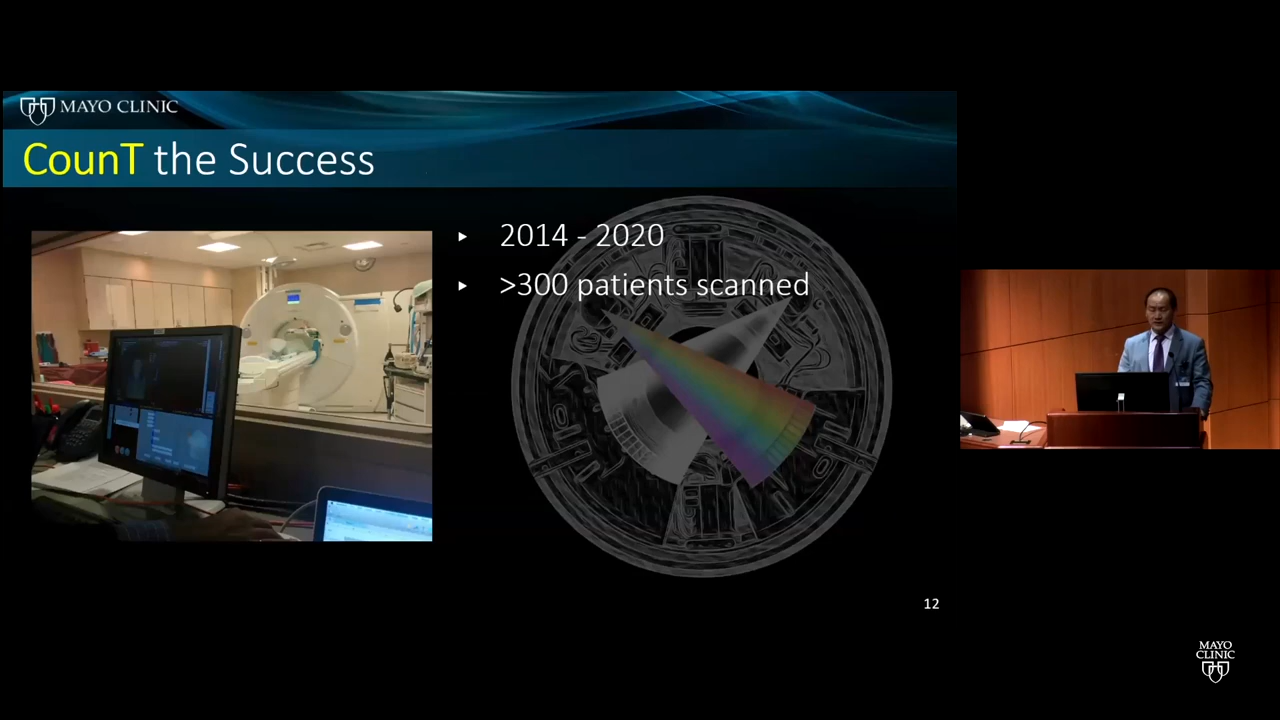 MAYO CLINIC
CounT the Success
2014 - 2020
>300 patients scanned
12
MAYO
CLINIC